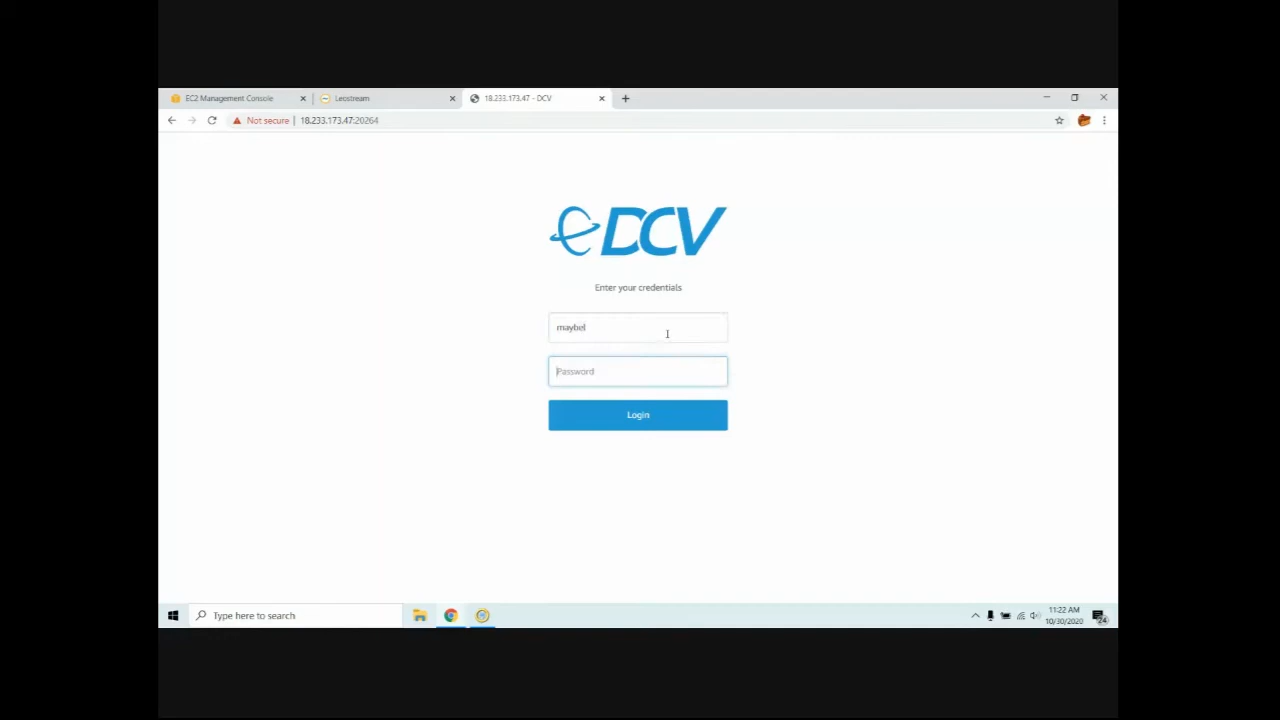 EC2 Management Console
Leostream
18.233.173.47 - DCV
Not secure
18.233.173.47:20264
DCV
Enter your credentials
maybel
Password
Login
Type here to search
11:22 AM
10/30/2020
24